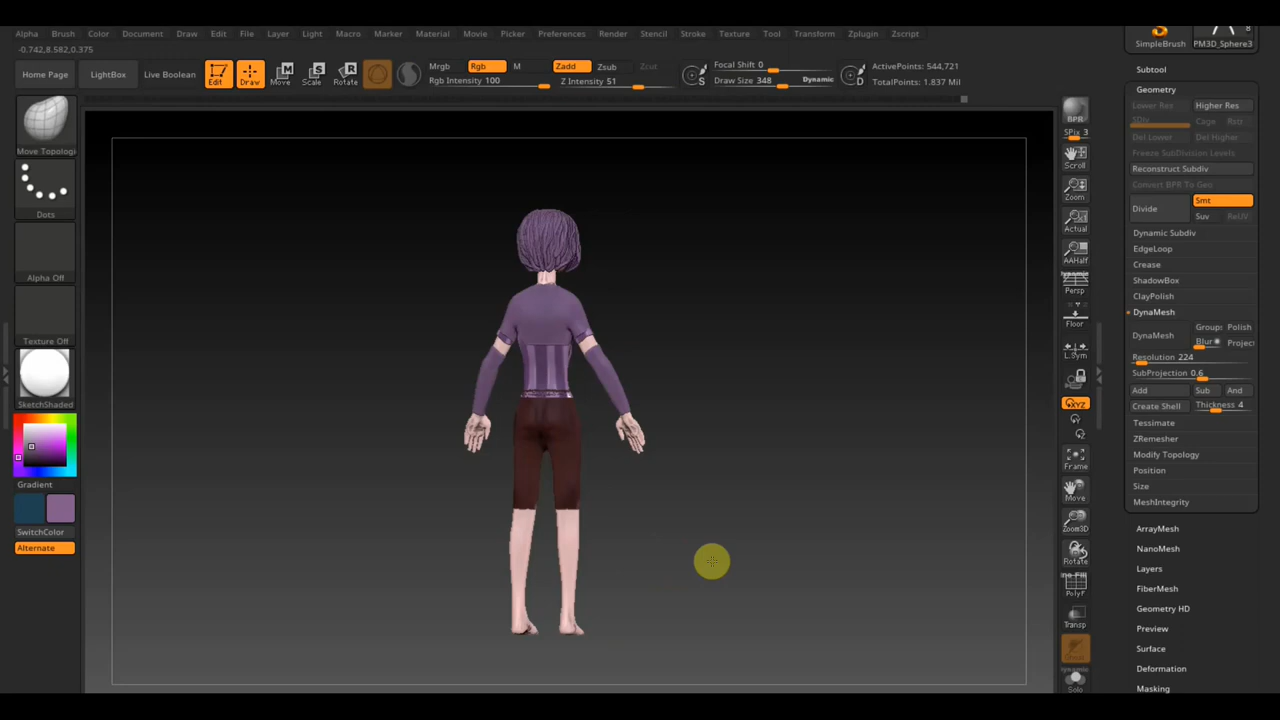 Alpha Brush Color Document Draw Edit File Layer Light Macro Marker Material Movie Picker Preferences Render Stencil Stroke Texture Tool Transform Zplugin Zscript
-0.742,8.582,0.375
Home Page LightBox Live Boolean Edit Draw Move Scale Rotate
Mrgb Rgb M Zadd Zsub Zcut
Rgb Intensity 100 Z Intensity 51
Focal Shift 0
Draw Size 348 Dynamic
S D
ActivePoints: 544,721
TotalPoints: 1.837 Mil
Move Topologi
Dots
Alpha Off
Texture Off
SketchShaded
Gradient
SwitchColor
Alternate
BPR
SPix 3
Scroll
Zoom
Actual
AAHalf
Dynamic
Persp
Floor
L.Sym
XYZ
Frame
Move
Zoom3D
Rotate
PolyF
Transp
Dynamic
Solo
8
SimpleBrush PM3D_Sphere3
Subtool
Geometry
Lower Res Higher Res
SDiv Cage Rstr
Del Lower Del Higher
Freeze SubDivision Levels
Reconstruct Subdiv
Convert BPR To Geo
Divide Smt
Suv ReUV
Dynamic Subdiv
EdgeLoop
Crease
ShadowBox
ClayPolish
DynaMesh
DynaMesh Groups Polish
Blur Project
Resolution 224
SubProjection 0.6
Add Sub And
Create Shell Thickness 4
Tessimate
ZRemesher
Modify Topology
Position
Size
MeshIntegrity
ArrayMesh
NanoMesh
Layers
FiberMesh
Geometry HD
Preview
Surface
Deformation
Masking